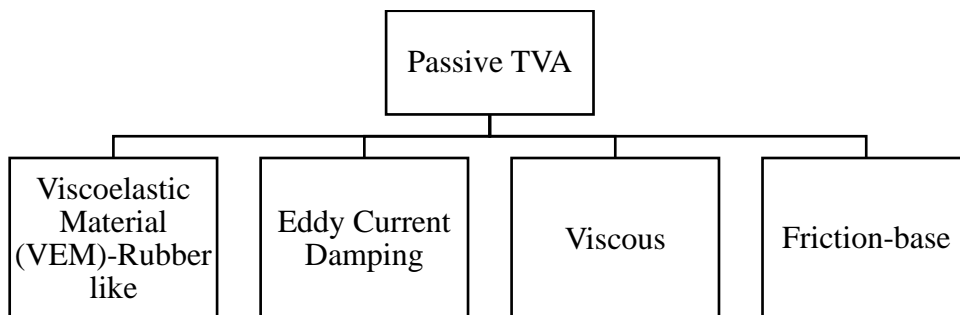 Passive TVA
Viscoelastic
Material
(VEM)-Rubber
like
Eddy Current
Damping
Viscous
Friction-base